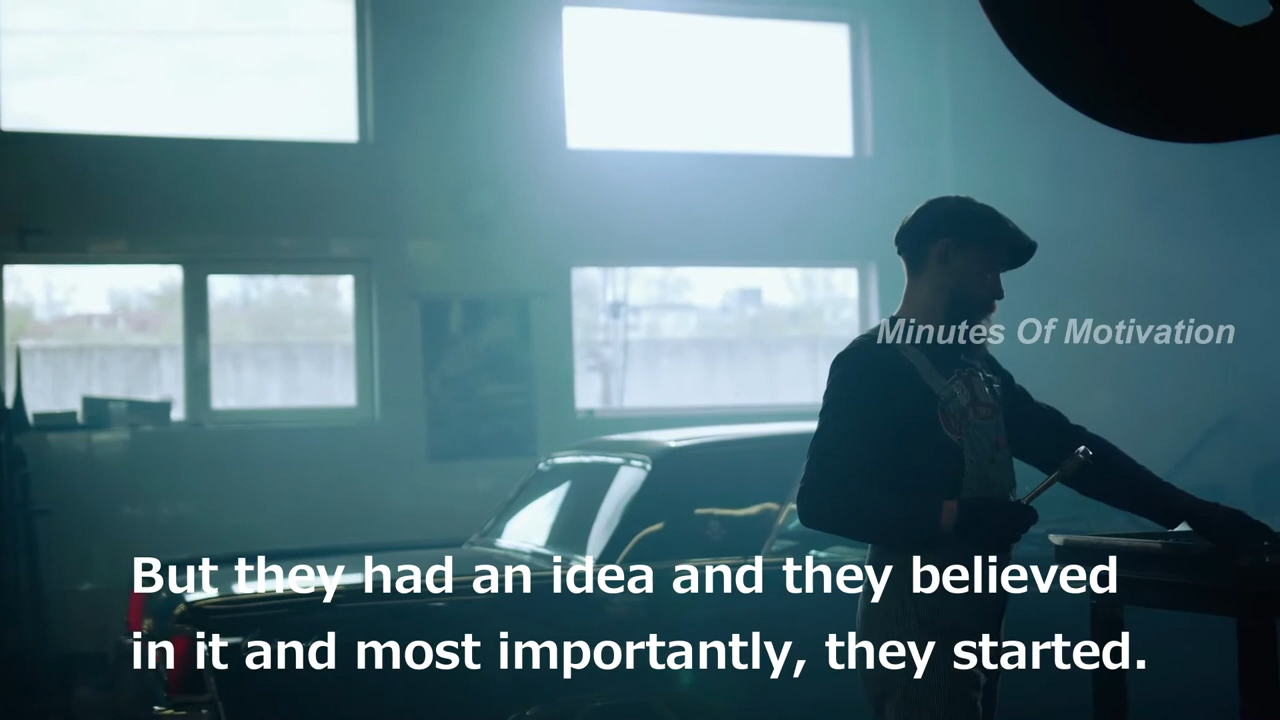 Minutes Of Motivation
But they had an idea and they believed
in it and most importantly, they started.